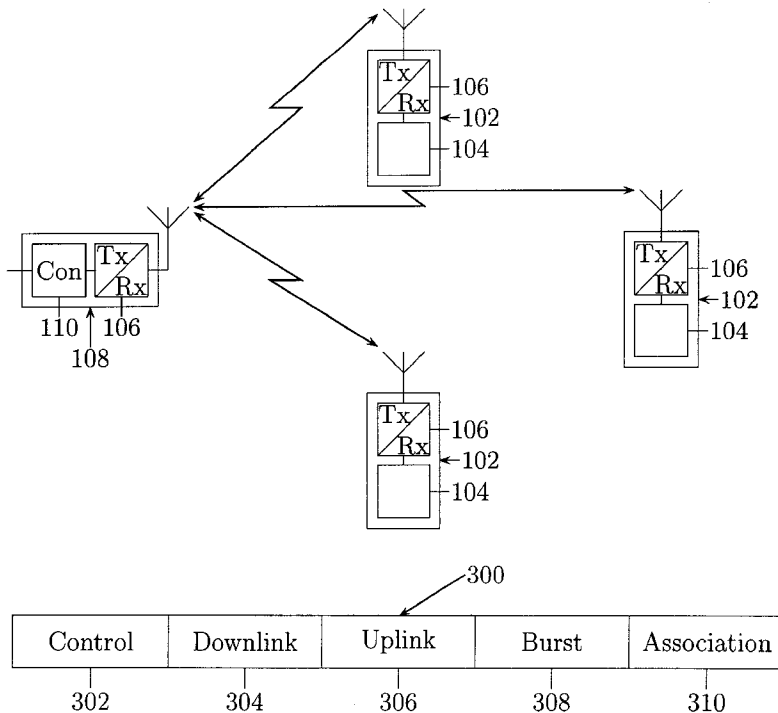 Tx
Rx
106
102
104
Con
Tx
Rx
110
106
108
Tx
Rx
106
102
104
Tx
Rx
106
102
104
300
Control Downlink Uplink Burst Association
302 304 306 308 310